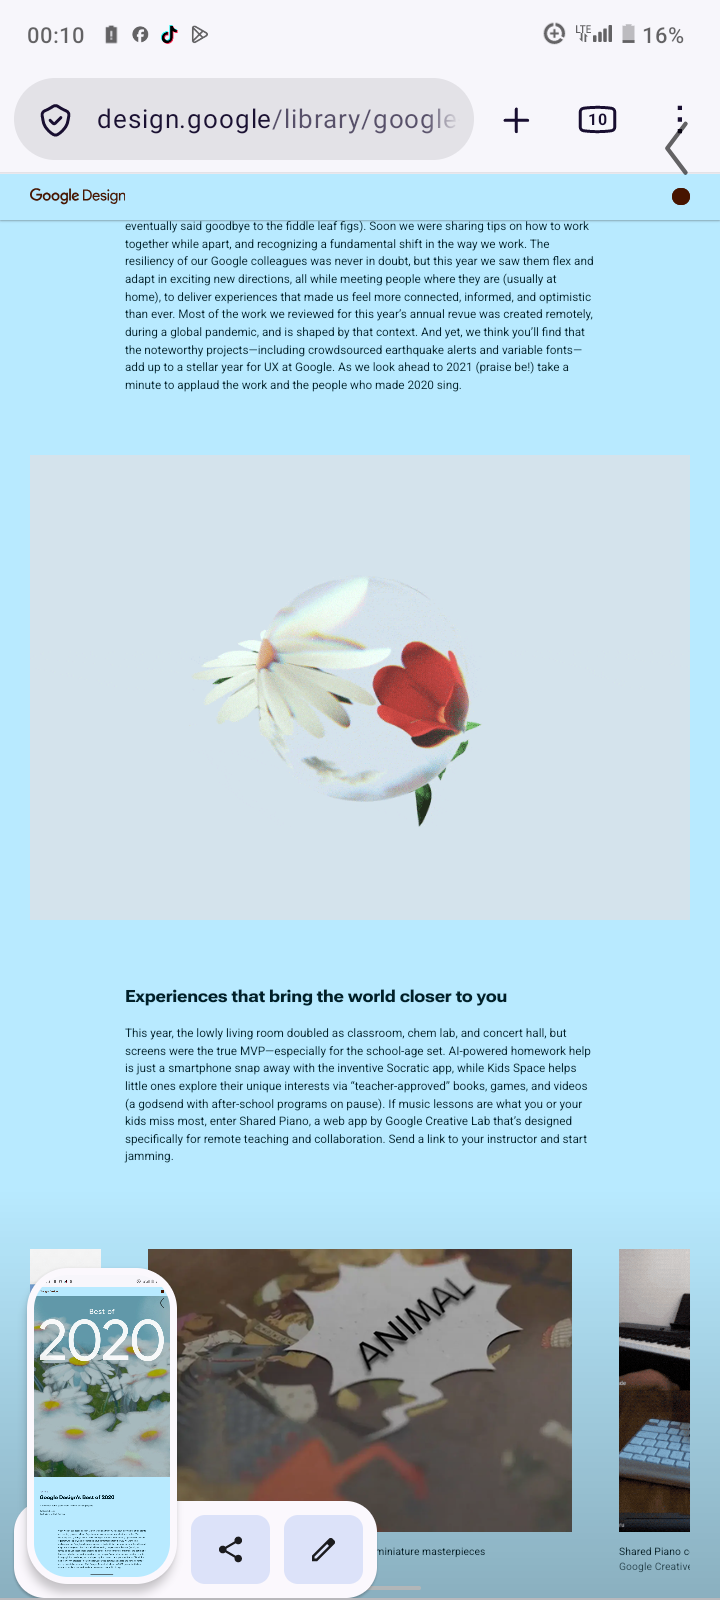 00:10
LTE
16%
design.google/library/google
10
Google Design
eventually said goodbye to the fiddle leaf figs). Soon we were sharing tips on how to work
together while apart, and recognizing a fundamental shift in the way we work. The
resiliency of our Google colleagues was never in doubt, but this year we saw them flex and
adapt in exciting new directions, all while meeting people where they are (usually at
home), to deliver experiences that made us feel more connected, informed, and optimistic
than ever. Most of the work we reviewed for this year's annual revue was created remotely,
during a global pandemic, and is shaped by that context. And yet, we think you'll find that
the noteworthy projects—including crowdsourced earthquake alerts and variable fonts—
add up to a stellar year for UX at Google. As we look ahead to 2021 (praise be!) take a
minute to applaud the work and the people who made 2020 sing.
Experiences that bring the world closer to you
This year, the lowly living room doubled as classroom, chem lab, and concert hall, but
screens were the true MVP—especially for the school-age set. AI-powered homework help
is just a smartphone snap away with the inventive Socratic app, while Kids Space helps
little ones explore their unique interests via “teacher-approved” books, games, and videos
(a godsend with after-school programs on pause). If music lessons are what you or your
kids miss most, enter Shared Piano, a web app by Google Creative Lab that's designed
specifically for remote teaching and collaboration. Send a link to your instructor and start
jamming.
ANIMAL
Best of
2020
Google Design's Best of 2020
miniature masterpieces
Shared Piano
Google Creative